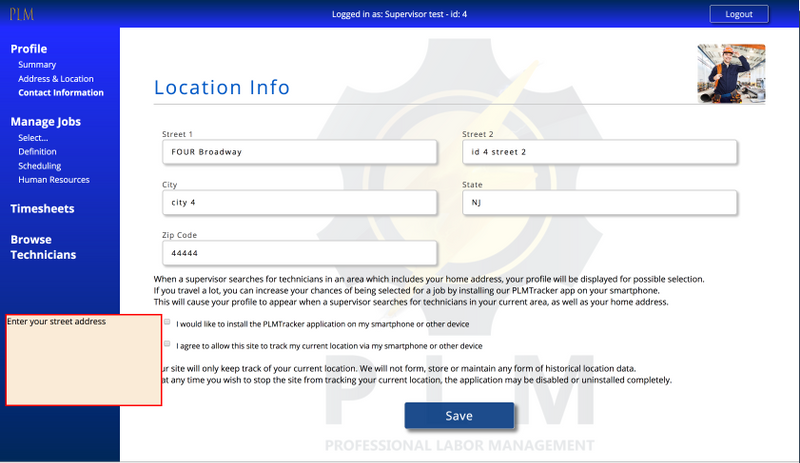 PLM
Logged in as: Supervisor test - id: 4
Logout
Profile
Summary
Address & Location
Contact Information
Manage Jobs
Select...
Definition
Scheduling
Human Resources
Timesheets
Browse
Technicians
Location Info
Street 1
FOUR Broadway
Street 2
id 4 street 2
City
city 4
State
NJ
Zip Code
44444
When a supervisor searches for technicians in an area which includes your home address, your profile will be displayed for possible selection.
If you travel a lot, you can increase your chances of being selected for a job by installing our PLMTracker app on your smartphone.
This will cause your profile to appear when a supervisor searches for technicians in your current area, as well as your home address.
Enter your street address
I would like to install the PLMTracker application on my smartphone or other device
I agree to allow this site to track my current location via my smartphone or other device
site will only keep track of your current location. We will not form, store or maintain any form of historical location data.
at any time you wish to stop the site from tracking your current location, the application may be disabled or uninstalled completely.
PLM
Save
PROFESSIONAL LABOR MANAGEMENT